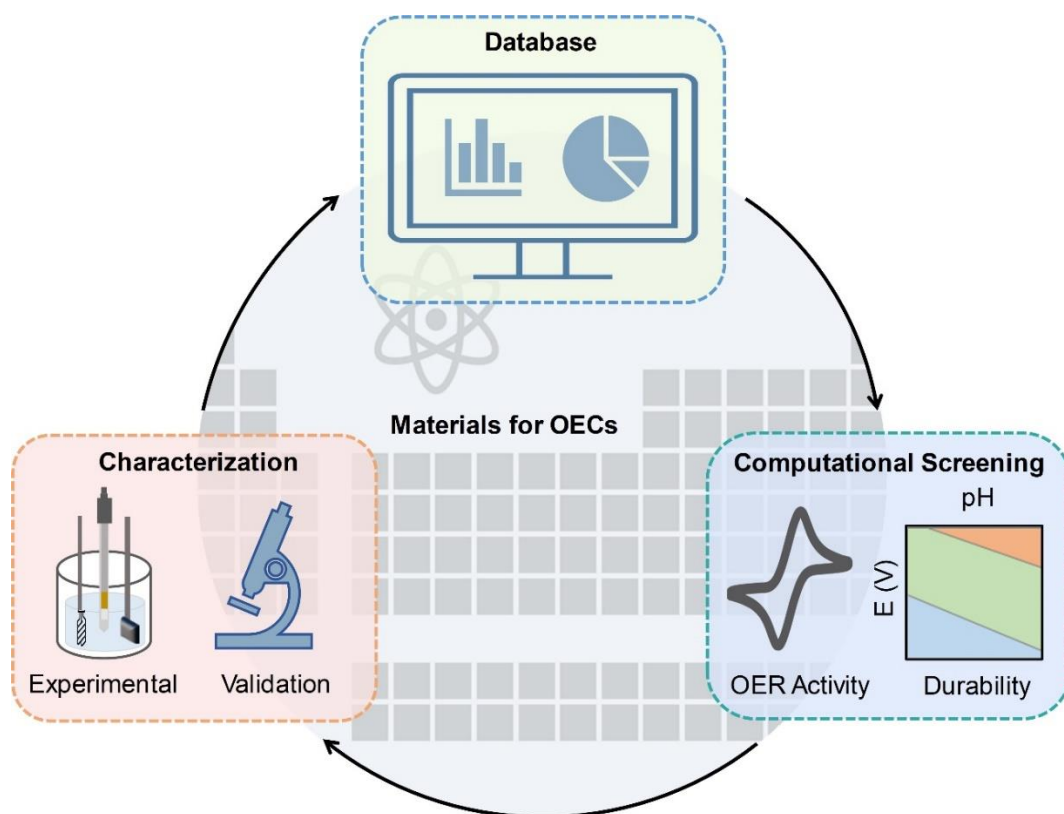 Database
Materials for OECs
Characterization
Experimental
Validation
Computational Screening
pH
E (V)
OER Activity
Durability